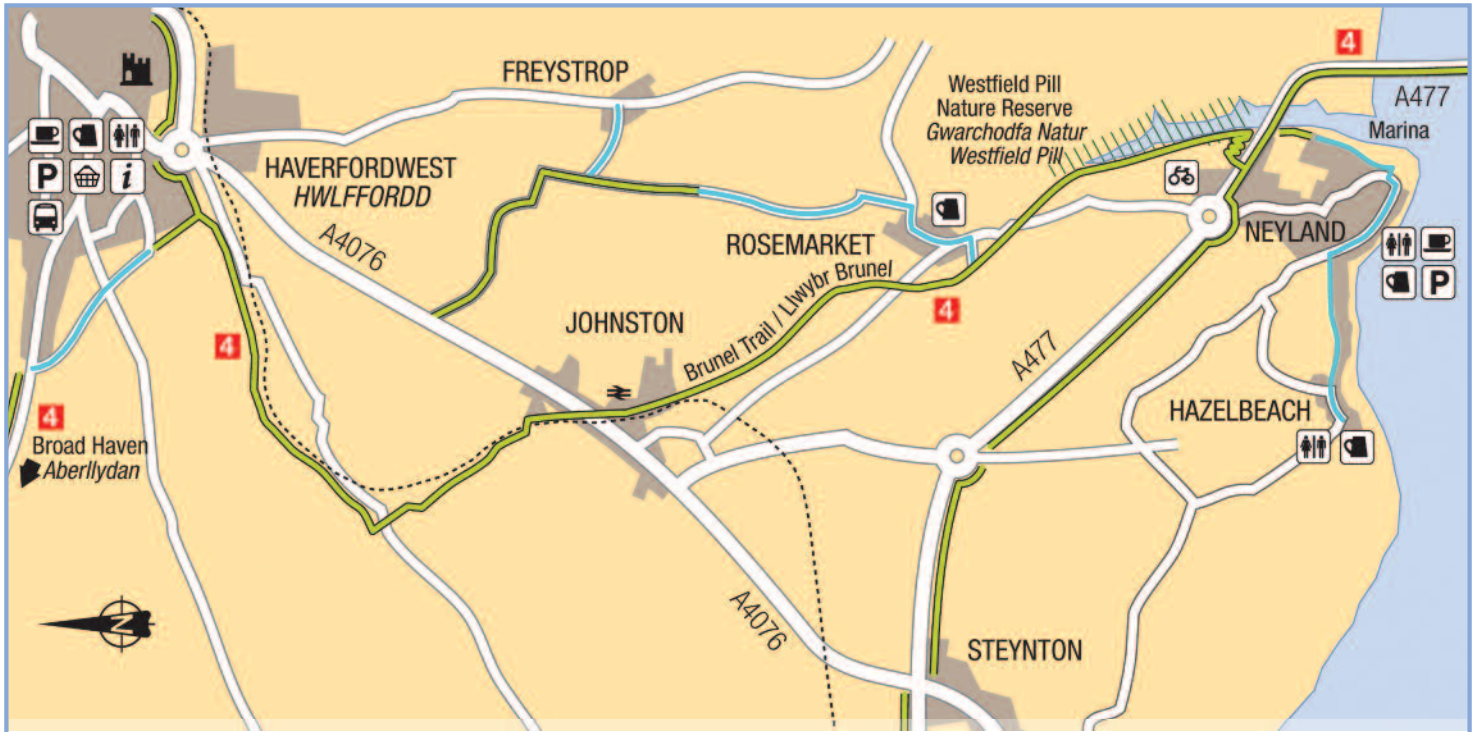 4
A477
Marina
Westfield Pill
Nature Reserve
Gwarchodfa Natur
Westfield Pill
FREYSTROP
P
i
HAVERFORDWEST
HWLFFORDD
A4076
ROSEMARKET
NEYLAND
P
Brunel Trail / Llwybr Brunel
4
JOHNSTON
4
A477
HAZELBEACH
4
Broad Haven
Aberllydan
N
A4076
STEYNTON